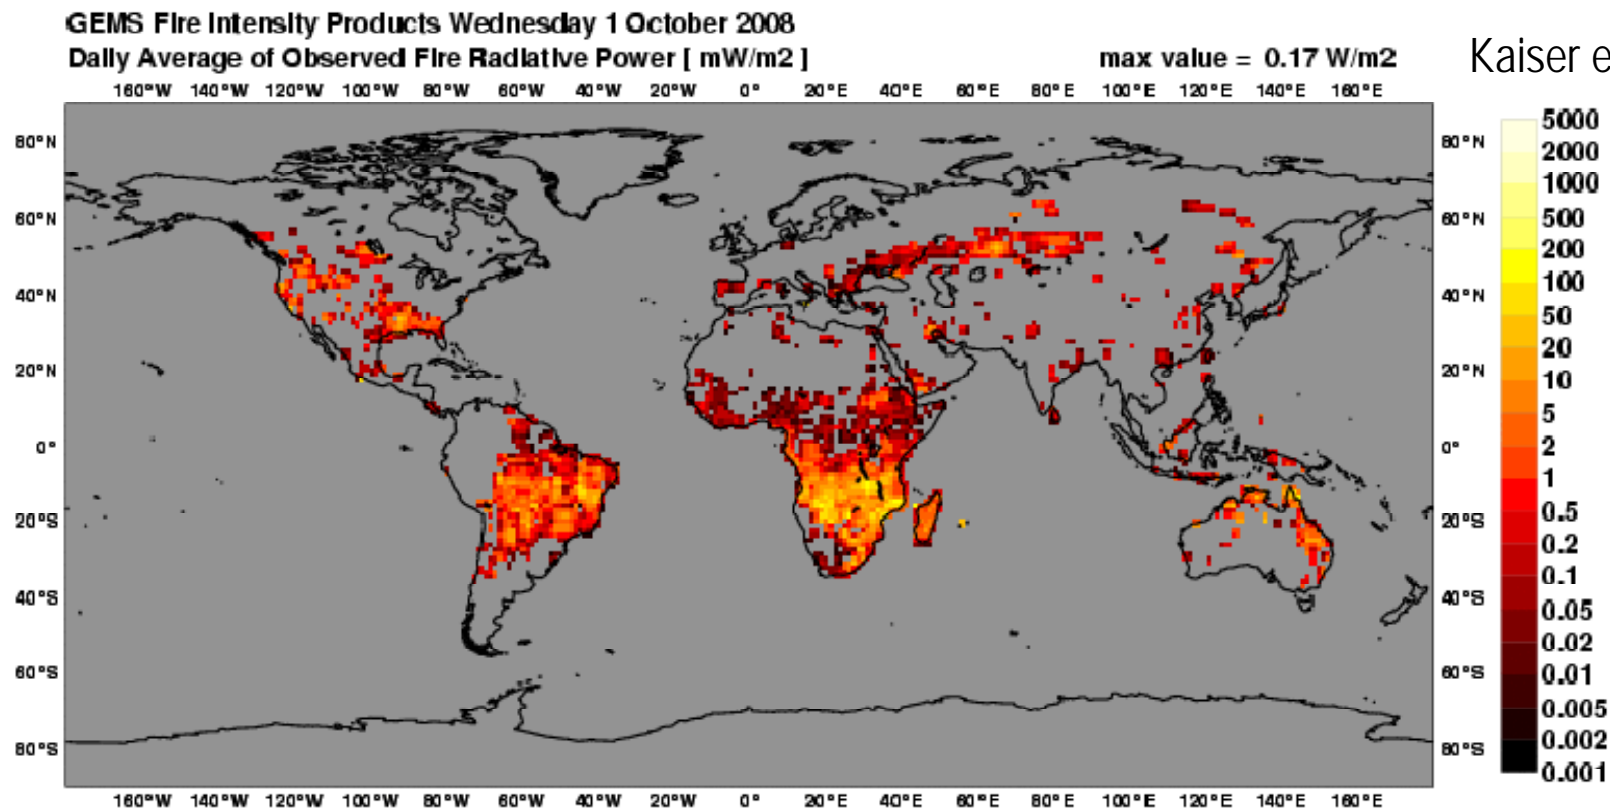 GEMS Fire Intensity Products Wednesday 1 October 2008
Daily Average of Observed Fire Radiative Power [ mW/m2 ] max value = 0.17 W/m2
Kaiser e
160°W 140°W 120°W 100°W 80°W 60°W 40°W 20°W 0° 20°E 40°E 60°E 80°E 100°E 120°E 140°E 160°E
80°N 80°N
60°N 60°N
40°N 40°N
20°N 20°N
0° 0°
20°S 20°S
40°S 40°S
60°S 60°S
80°S 80°S
160°W 140°W 120°W 100°W 80°W 60°W 40°W 20°W 0° 20°E 40°E 60°E 80°E 100°E 120°E 140°E 160°E
5000
2000
1000
500
200
100
50
20
10
5
2
1
0.5
0.2
0.1
0.05
0.02
0.01
0.005
0.002
0.001